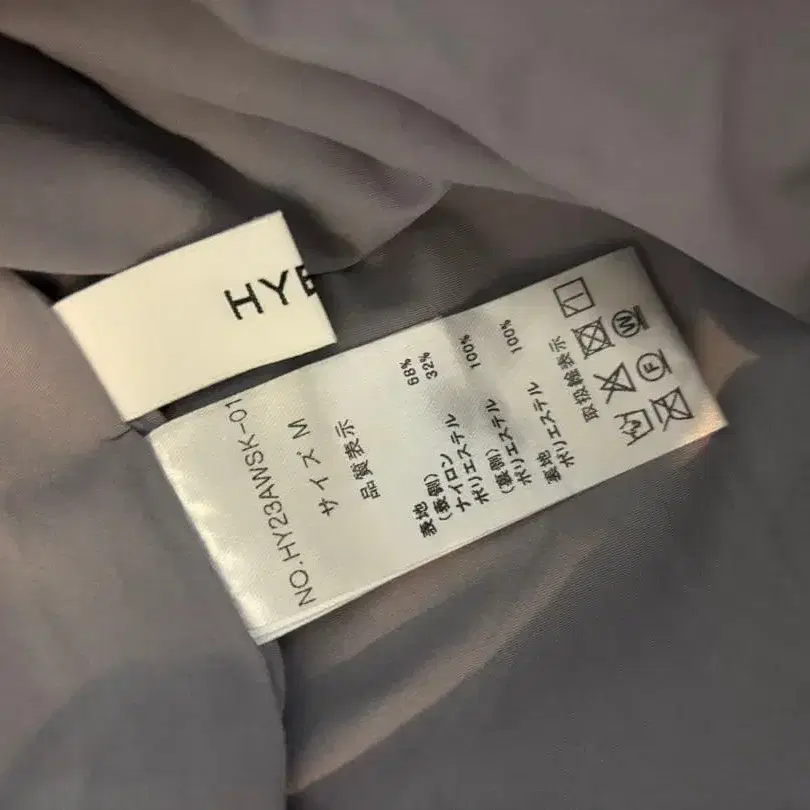 HYE
NO.HY23AWSK-01
サイズ M
品質表示
表地
(表側)
ナイロン 68%
ポリエステル 32%
(裏側)
ポリエステル 100%
裏地
ポリエステル 100%
取扱絵表示
W
F